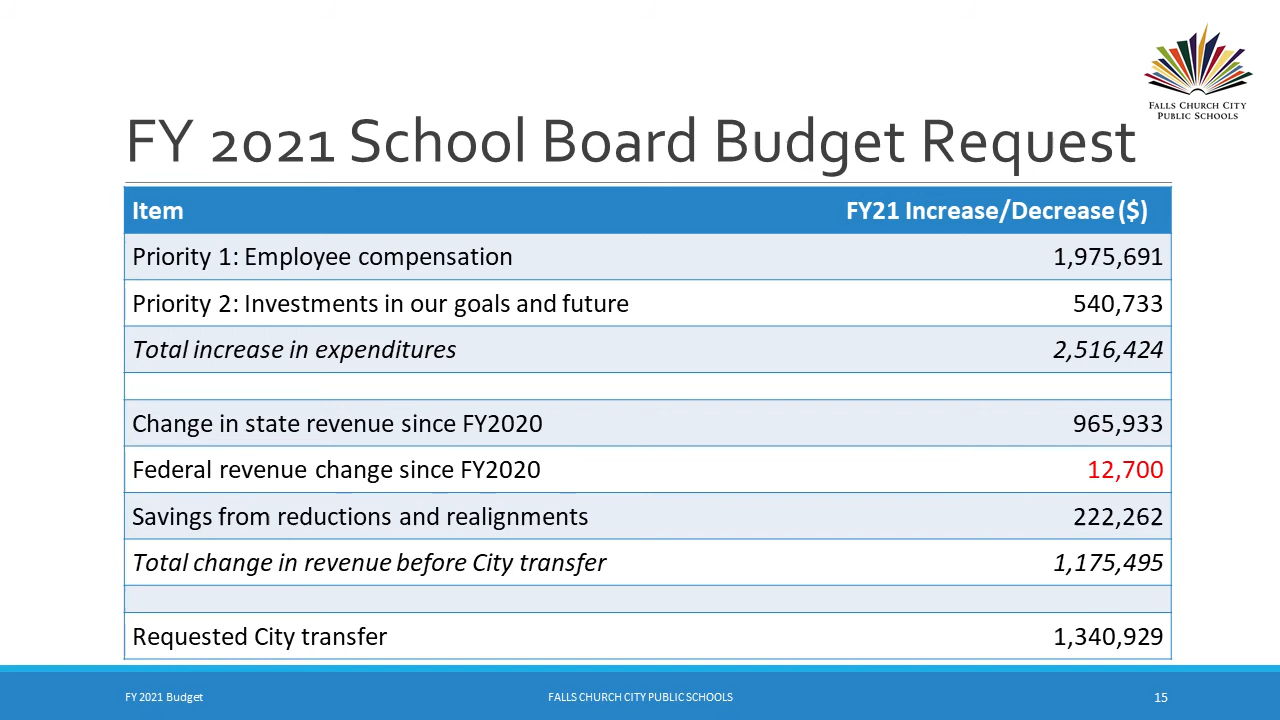 FALLS CHURCH CITY
PUBLIC SCHOOLS
FY 2021 School Board Budget Request
Item FY21 Increase/Decrease ($)
Priority 1: Employee compensation 1,975,691
Priority 2: Investments in our goals and future 540,733
Total increase in expenditures 2,516,424
Change in state revenue since FY2020 965,933
Federal revenue change since FY2020 12,700
Savings from reductions and realignments 222,262
Total change in revenue before City transfer 1,175,495
Requested City transfer 1,340,929
FY 2021 Budget FALLS CHURCH CITY PUBLIC SCHOOLS 15